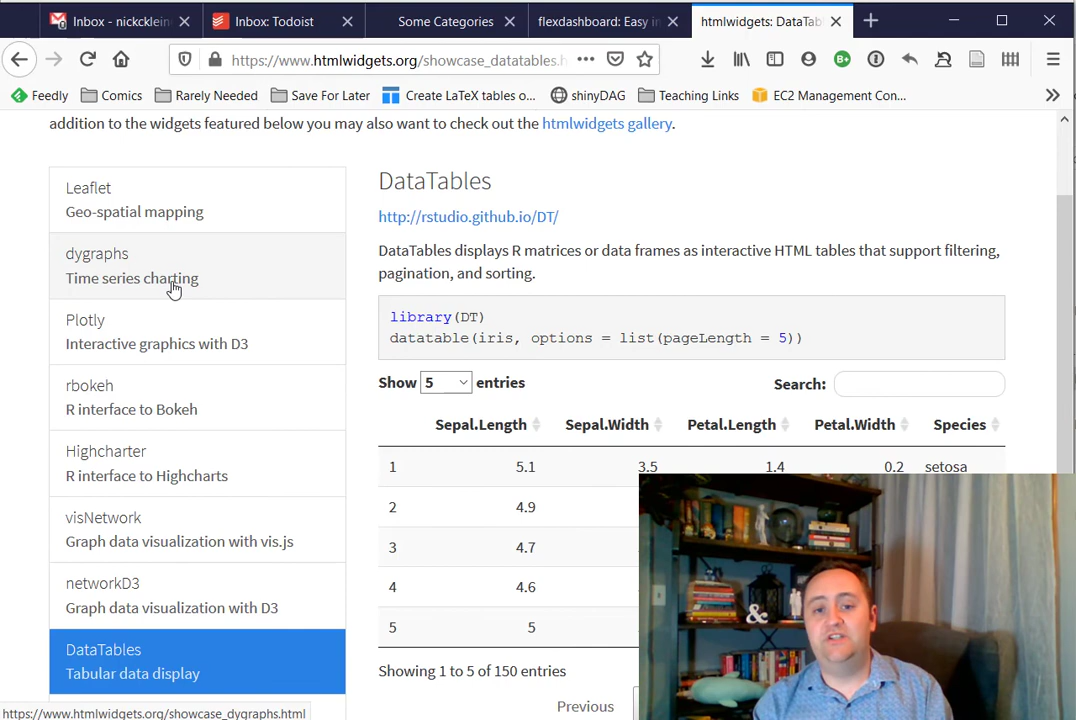 Inbox - nickcklein
Inbox: Todoist
Some Categories
flexdashboard: Easy in
htmlwidgets: DataTab
https://www.htmlwidgets.org/showcase_datatables.h
Feedly
Comics
Rarely Needed
Save For Later
Create LaTeX tables o...
shinyDAG
Teaching Links
EC2 Management Con...
addition to the widgets featured below you may also want to check out the htmlwidgets gallery.
Leaflet
Geo-spatial mapping
dygraphs
Time series charting
Plotly
Interactive graphics with D3
rbokeh
R interface to Bokeh
Highcharter
R interface to Highcharts
visNetwork
Graph data visualization with vis.js
networkD3
Graph data visualization with D3
DataTables
Tabular data display
DataTables
http://rstudio.github.io/DT/
DataTables displays R matrices or data frames as interactive HTML tables that support filtering,
pagination, and sorting.
library(DT)
datatable(iris, options = list(pageLength = 5))
Show 5 entries
Search:
Sepal.Length Sepal.Width Petal.Length Petal.Width Species
1 5.1 3.5 1.4 0.2 setosa
2 4.9
3 4.7
4 4.6
5 5
Showing 1 to 5 of 150 entries
Previous
&
https://www.htmlwidgets.org/showcase_dygraphs.html